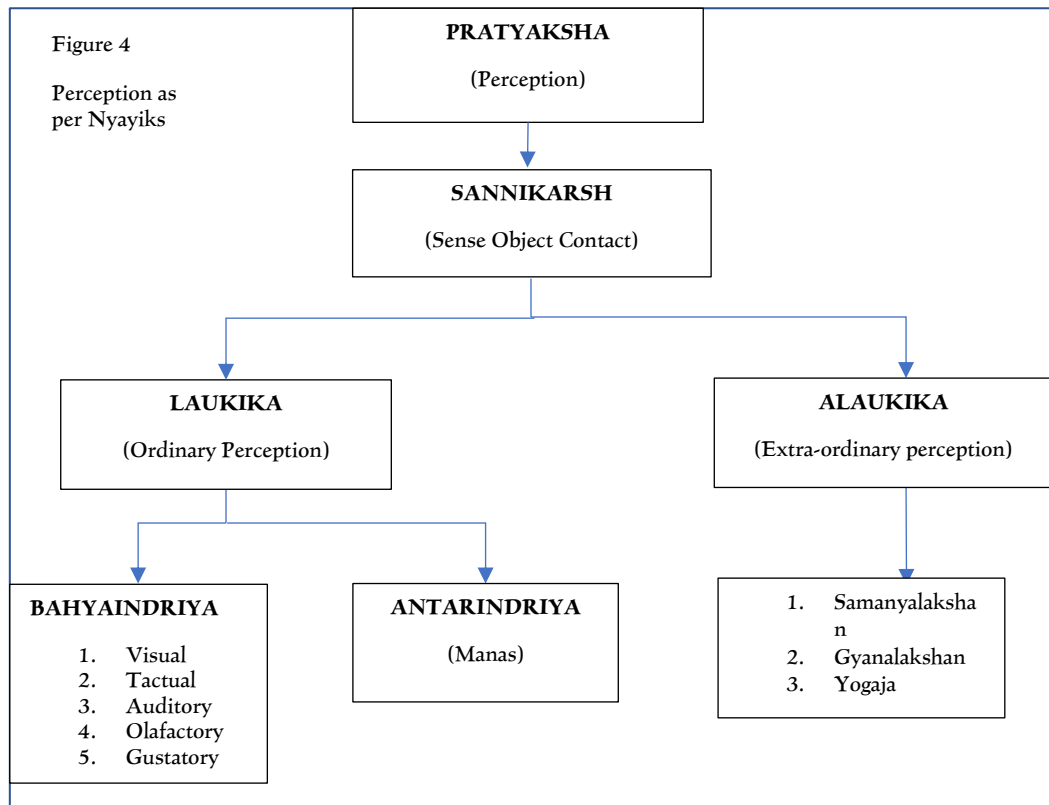 Figure 4
Perception as
per Nyayiks
PRATYAKSHA
(Perception)
SANNIKARSH
(Sense Object Contact)
LAUKIKA
(Ordinary Perception)
ALAUKIKA
(Extra-ordinary perception)
BAHYAINDRIYA
1. Visual
2. Tactual
3. Auditory
4. Olafactory
5. Gustatory
ANTARINDRIYA
(Manas)
1. Samanyalakshan
n
2. Gyanalakshan
3. Yogaja